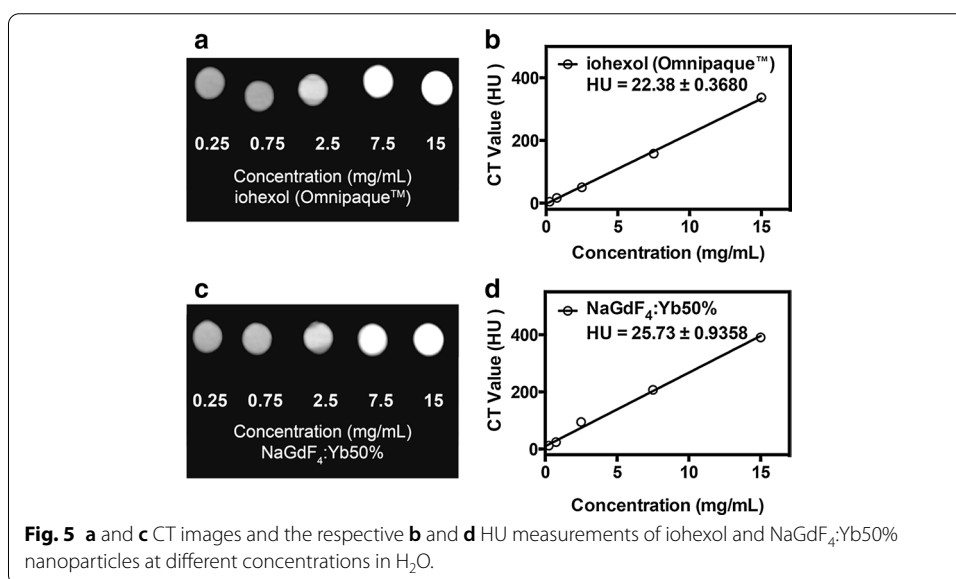 a
0.25 0.75 2.5 7.5 15
Concentration (mg/mL)
iohexol (Omnipaque™)
b
iohexol (Omnipaque™)
HU = 22.38 ± 0.3680
CT Value (HU)
400
200
0
0 5 10 15
Concentration (mg/mL)
c
0.25 0.75 2.5 7.5 15
Concentration (mg/mL)
NaGdF₄:Yb50%
d
NaGdF₄:Yb50%
HU = 25.73 ± 0.9358
CT Value (HU)
400
200
0
0 5 10 15
Concentration (mg/mL)
Fig. 5 a and c CT images and the respective b and d HU measurements of iohexol and NaGdF₄:Yb50%
nanoparticles at different concentrations in H₂O.